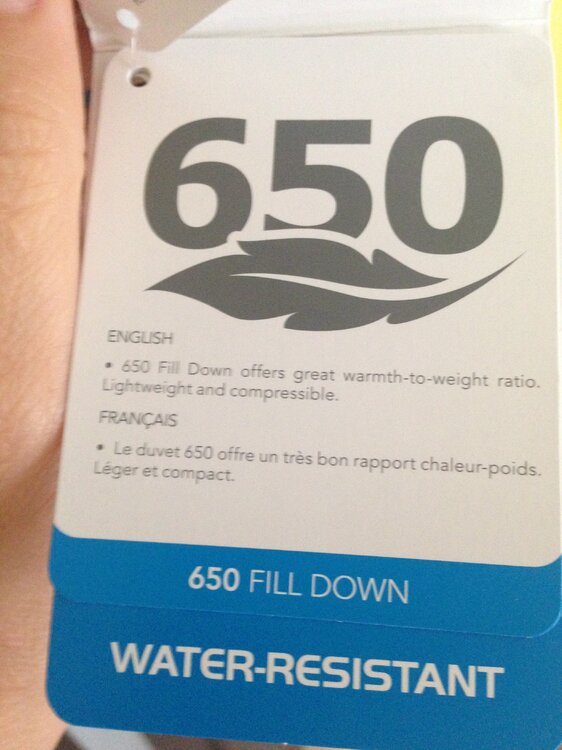 650
ENGLISH
• 650 Fill Down offers great warmth-to-weight ratio.
Lightweight and compressible.
FRANÇAIS
• Le duvet 650 offre un très bon rapport chaleur-poids.
Léger et compact.
650 FILL DOWN
WATER-RESISTANT